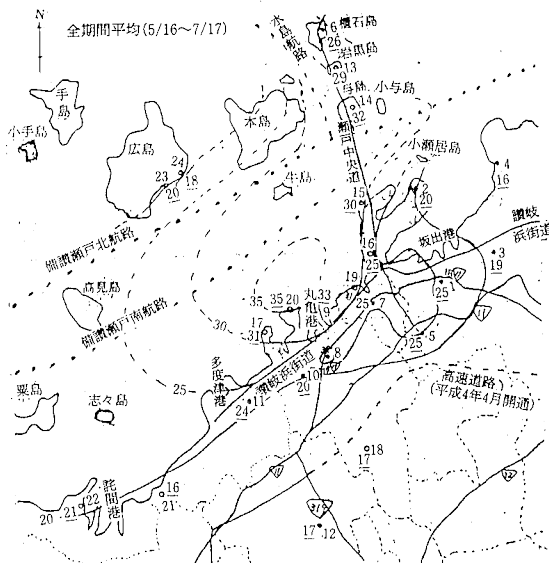 N
全期間平均(5/16～7/17)
水島航路
6
櫃石島
26
岩黒島
13
29
与島
14
小与島
32
瀬戸中央道
手島
小手島
広島
本島
牛島
小瀬居島
24
23
20
18
15
30
2
20
4
16
坂出港
讃岐浜街道
備讃瀬戸北航路
16
25
3
19
1
25
19
高見島
35
35
20
33
19
丸亀港
25
7
11
30
17
31
5
25
備讃瀬戸南航路
8
讃岐浜街道
10
20
多度津港
25
11
24
高速道路
(平成4年4月開通)
粟島
志々島
18
17
詫間港
16
21
22
21
20
11
32
319
17
12